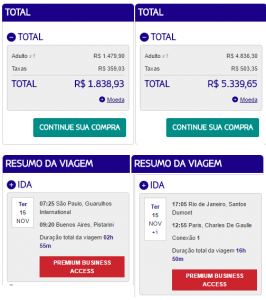 TOTAL
TOTAL
Adulto x 1 R$ 1.479,90
Taxas R$ 359,03
TOTAL R$ 1.838,93
Moeda
CONTINUE SUA COMPRA
TOTAL
TOTAL
Adulto x 1 R$ 4.836,30
Taxas R$ 503,35
TOTAL R$ 5.339,65
Moeda
CONTINUE SUA COMPRA
RESUMO DA VIAGEM
IDA
Ter
15
NOV
07:25 São Paulo, Guarulhos
International
09:20 Buenos Aires, Pistarini
Duração total da viagem 02h
55m
PREMIUM BUSINESS
ACCESS
RESUMO DA VIAGEM
IDA
Ter
15
NOV
+1
17:05 Rio de Janeiro, Santos
Dumont
12:55 Paris, Charles De Gaulle
Conexão 1
Duração total da viagem 16h
50m
PREMIUM BUSINESS
ACCESS